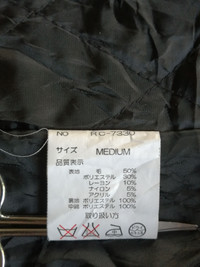 NO RC-7330
サイズ MEDIUM
品質表示
表地 毛 50%
ポリエステル 30%
レーヨン 10%
ナイロン 5%
アクリル 5%
裏地 ポリエステル 100%
中綿 ポリエステル 100%
取り扱い方